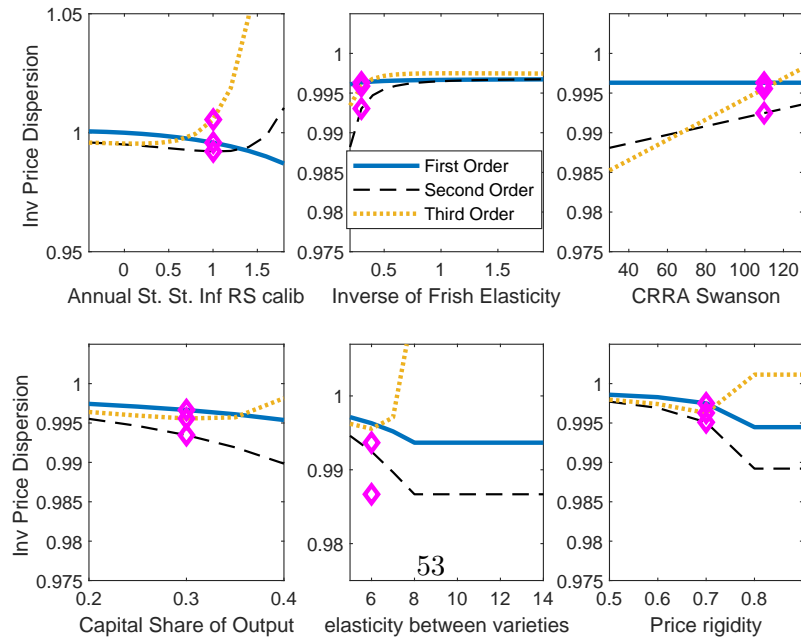 Inv Price Dispersion
1.05
1
0.95
0 0.5 1 1.5
Annual St. St. Inf RS calib
1
0.995
0.99
0.985
0.98
0.975
0.5 1 1.5
Inverse of Frish Elasticity
First Order
Second Order
Third Order
1
0.995
0.99
0.985
0.98
0.975
40 60 80 100 120
CRRA Swanson
Inv Price Dispersion
1
0.995
0.99
0.985
0.98
0.975
0.2 0.3 0.4
Capital Share of Output
1
0.99
0.98
6 8 10 12 14
elasticity between varieties
53
1
0.995
0.99
0.985
0.98
0.975
0.5 0.6 0.7 0.8
Price rigidity